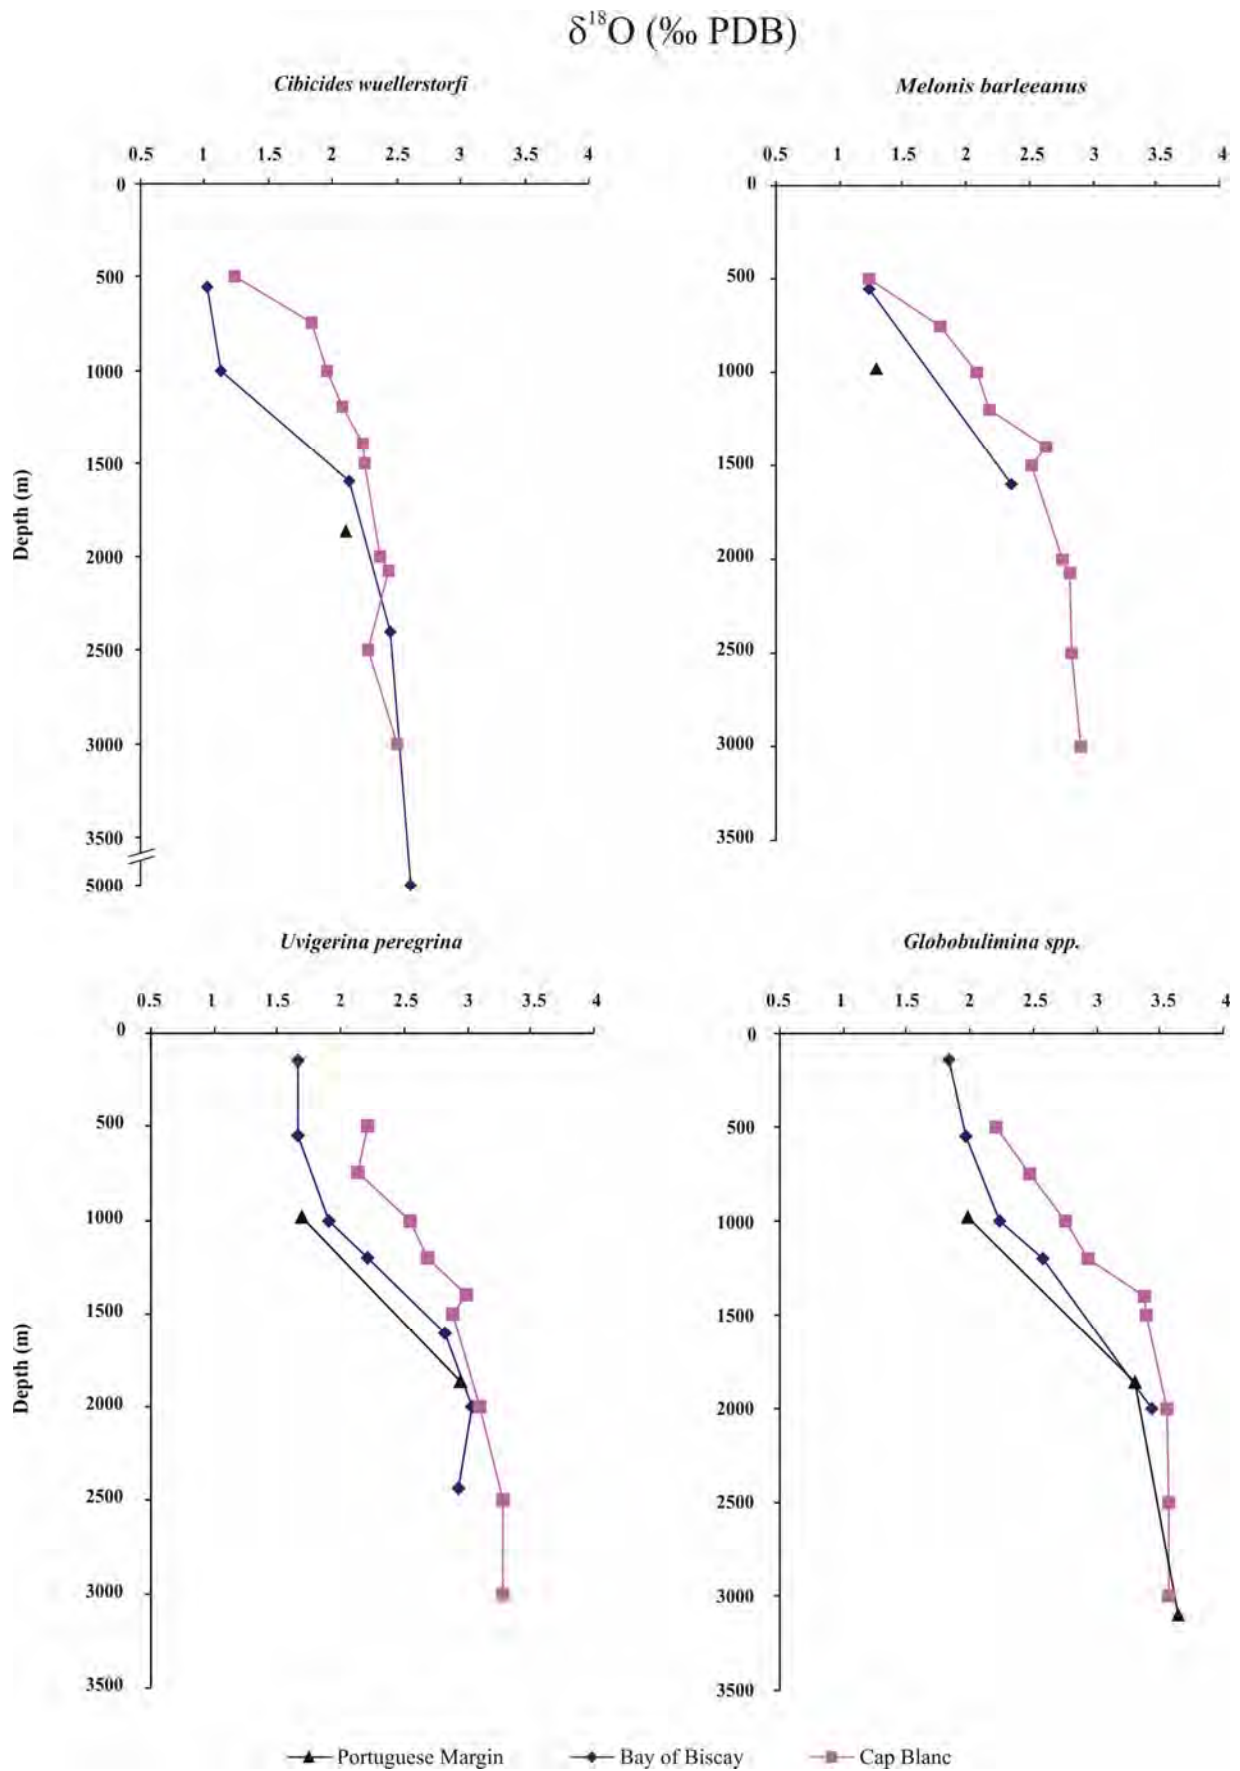 δ18O (‰ PDB)
Cibicides wuellerstorfi
0.5 1 1.5 2 2.5 3 3.5 4
0
500
1000
1500
2000
2500
3000
3500
5000
Depth (m)
Melonis barleeanus
0.5 1 1.5 2 2.5 3 3.5 4
0
500
1000
1500
2000
2500
3000
3500
Uvigerina peregrina
0.5 1 1.5 2 2.5 3 3.5 4
0
500
1000
1500
2000
2500
3000
3500
Depth (m)
Globobulimina spp.
0.5 1 1.5 2 2.5 3 3.5 4
0
500
1000
1500
2000
2500
3000
3500
Portuguese Margin Bay of Biscay Cap Blanc